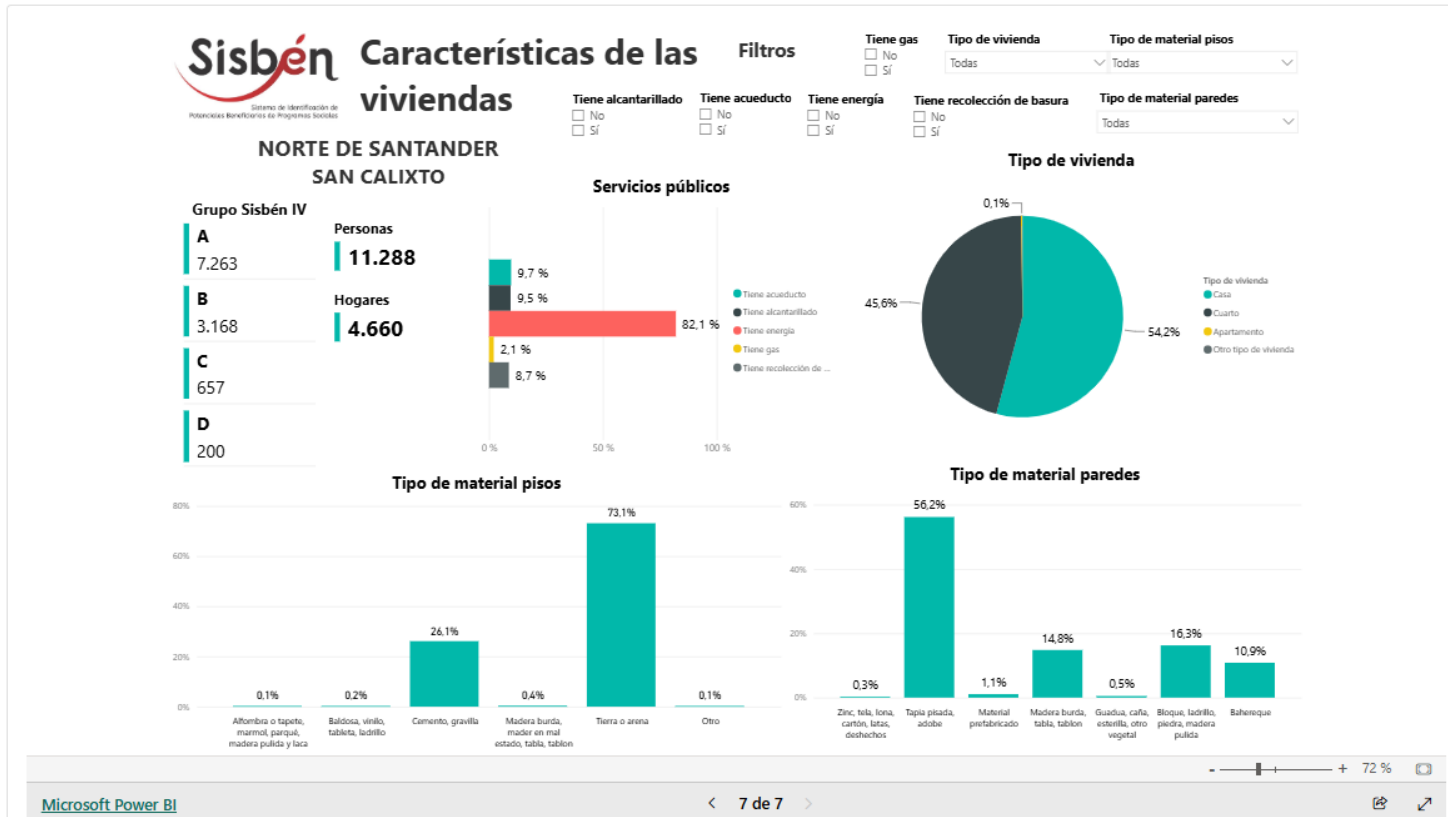 Sisbén
Sistema de Identificación de
Potenciales Beneficiarios de Programas Sociales
Características de las
viviendas
Filtros
Tiene gas
No
Sí
Tipo de vivienda
Todas
Tipo de material pisos
Todas
Tiene alcantarillado
No
Sí
Tiene acueducto
No
Sí
Tiene energía
No
Sí
Tiene recolección de basura
No
Sí
Tipo de material paredes
Todas
NORTE DE SANTANDER
SAN CALIXTO
Grupo Sisbén IV
A
7.263
B
3.168
C
657
D
200
Personas
11.288
Hogares
4.660
Servicios públicos
9,7 %
9,5 %
82,1 %
2,1 %
8,7 %
0 %
50 %
100 %
Tiene acueducto
Tiene alcantarillado
Tiene energía
Tiene gas
Tiene recolección de ...
Tipo de vivienda
0,1%
45,6%
54,2%
Tipo de vivienda
Casa
Cuarto
Apartamento
Otro tipo de vivienda
Tipo de material pisos
80%
60%
40%
20%
0%
0,1%
0,2%
26,1%
0,4%
73,1%
0,1%
Alfombra o tapete,
marmol, parqué,
madera pulida y laca
Baldosa, vinilo,
tableta, ladrillo
Cemento, gravilla
Madera burda,
mader en mal
estado, tabla, tablon
Tierra o arena
Otro
Tipo de material paredes
60%
40%
20%
0%
0,3%
56,2%
1,1%
14,8%
0,5%
16,3%
10,9%
Zinc, tela, lona,
cartón, latas,
deshechos
Tapia pisada,
adobe
Material
prefabricado
Madera burda,
tabla, tablon
Guadua, caña,
esterilla, otro
vegetal
Bloque, ladrillo,
piedra, madera
pulida
Bahereque
- + 72 %
Microsoft Power BI
< 7 de 7 >